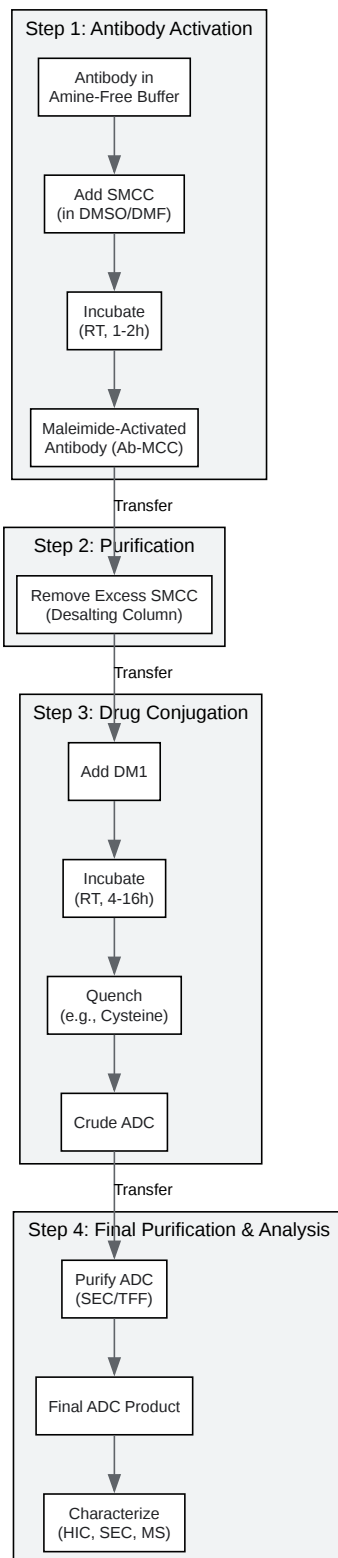 Step 1: Antibody Activation
Antibody in
Amine-Free Buffer
Add SMCC
(in DMSO/DMF)
Incubate
(RT, 1-2h)
Maleimide-Activated
Antibody (Ab-MCC)
Transfer
Step 2: Purification
Remove Excess SMCC
(Desalting Column)
Transfer
Step 3: Drug Conjugation
Add DM1
Incubate
(RT, 4-16h)
Quench
(e.g., Cysteine)
Crude ADC
Transfer
Step 4: Final Purification & Analysis
Purify ADC
(SEC/TFF)
Final ADC Product
Characterize
(HIC, SEC, MS)